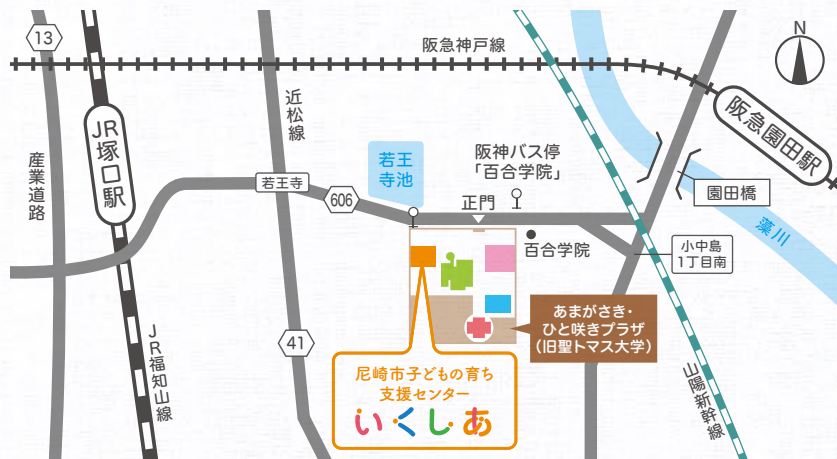 13
阪急神戸線
N
JR
塚口駅
近松線
阪急園田駅
産業道路
若王
寺池
阪神バス停
「百合学院」
若王寺
606
正門
園田橋
百合学院
小中島
1丁目南
藻川
あまがさき・
ひと咲きプラザ
(旧聖トマス大学)
41
JR福知山線
尼崎市子どもの育ち
支援センター
いくしあ
山陽新幹線